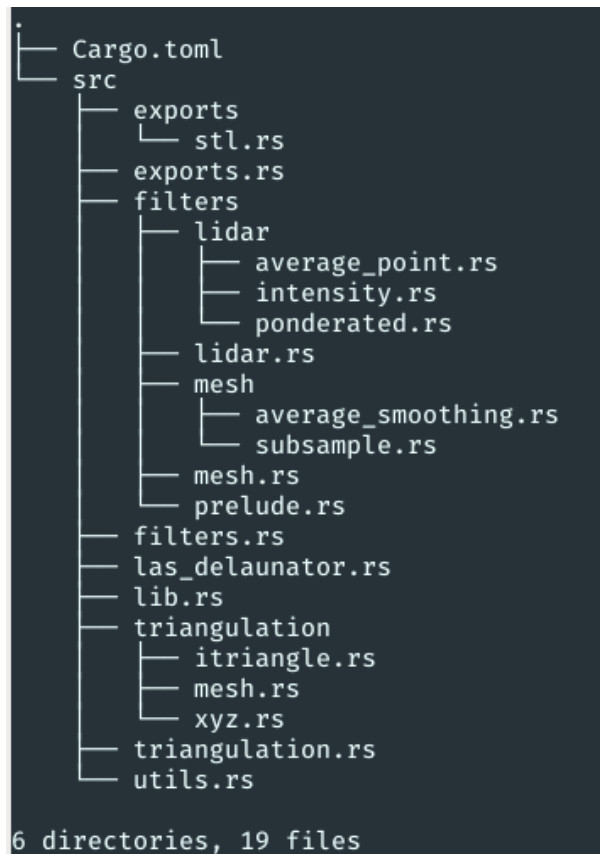 .
├── Cargo.toml
└── src
    ├── exports
    │   └── stl.rs
    ├── exports.rs
    ├── filters
    │   ├── lidar
    │   │   ├── average_point.rs
    │   │   ├── intensity.rs
    │   │   └── ponderated.rs
    │   ├── lidar.rs
    │   ├── mesh
    │   │   ├── average_smoothing.rs
    │   │   └── subsample.rs
    │   ├── mesh.rs
    │   └── prelude.rs
    ├── filters.rs
    ├── las_delaunator.rs
    ├── lib.rs
    ├── triangulation
    │   ├── itriangle.rs
    │   ├── mesh.rs
    │   └── xyz.rs
    ├── triangulation.rs
    └── utils.rs

6 directories, 19 files